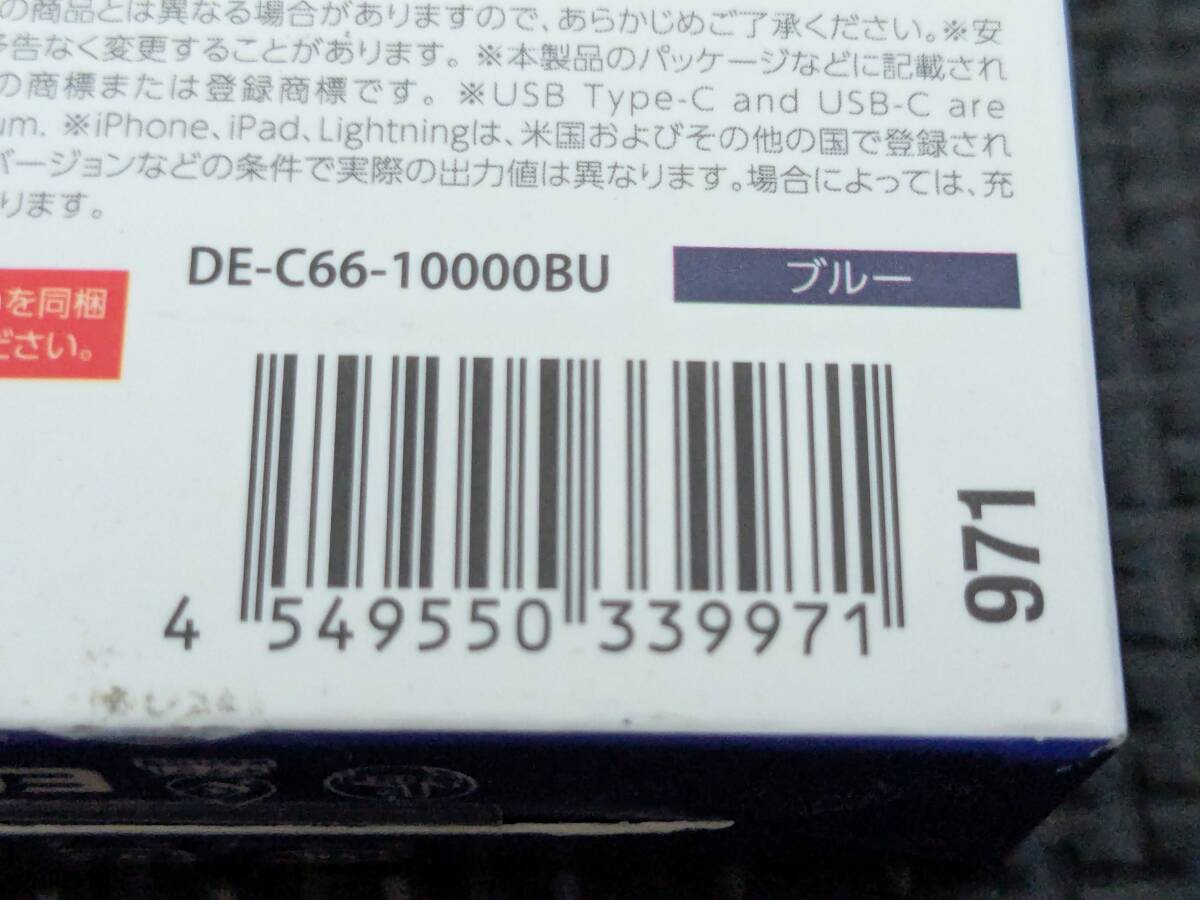 の商品とは異なる場合がありますので、あらかじめご了承ください。※安
予告なく変更することがあります。※本製品のパッケージなどに記載され
の商標または登録商標です。※USB Type-C and USB-C are
um. ※iPhone、iPad、Lightningは、米国およびその他の国で登録され
バージョンなどの条件で実際の出力値は異なります。場合によっては、充
ります。
DE-C66-10000BU
ブルー
を同梱
ださい。
4 549550 339971
971